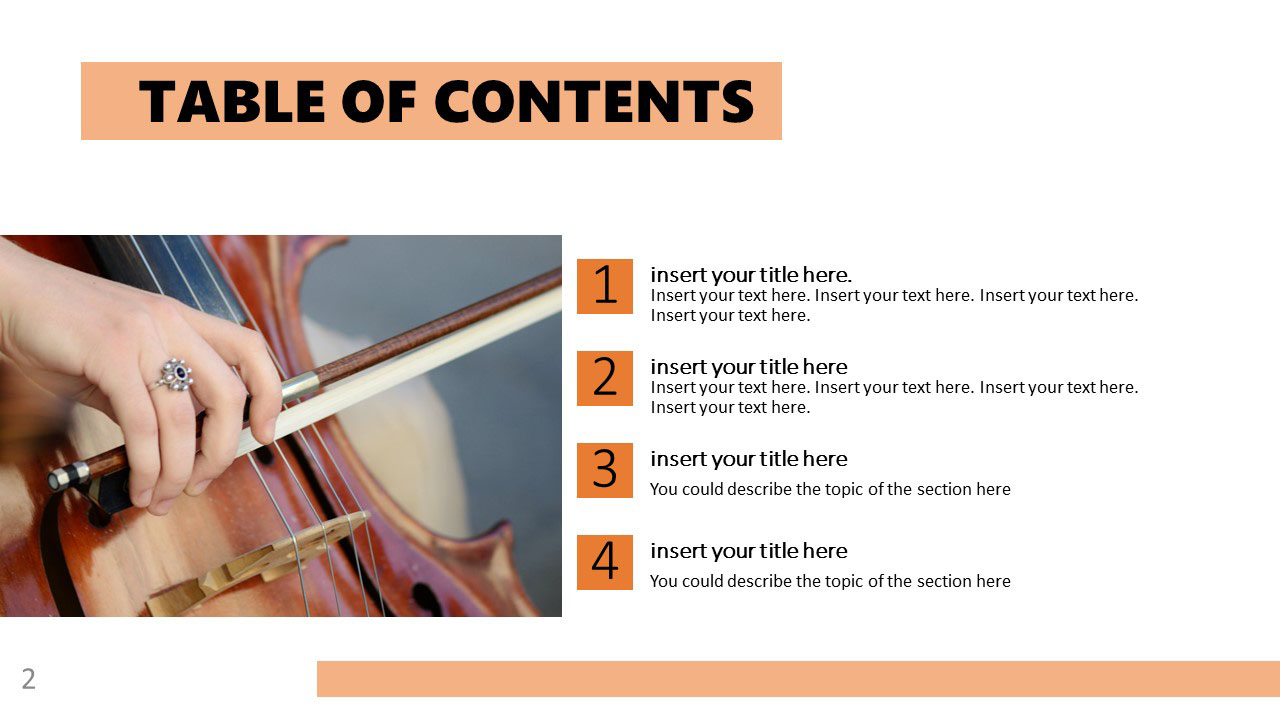 TABLE OF CONTENTS
1
insert your title here.
Insert your text here. Insert your text here. Insert your text here.
Insert your text here.
2
insert your title here
Insert your text here. Insert your text here. Insert your text here.
Insert your text here.
3
insert your title here
You could describe the topic of the section here
4
insert your title here
You could describe the topic of the section here
2